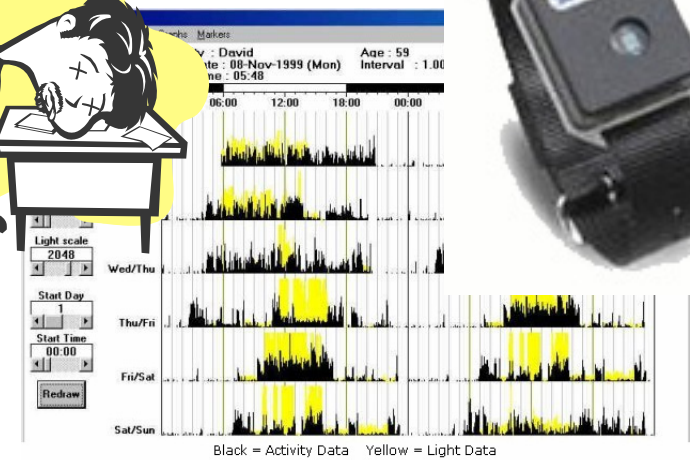 Markers
: David
Age : 59
: 08-Nov-1999 (Mon)
Interval : 1.00
: 05:48
06:00 12:00 18:00 00:00
Light scale
2048
Wed/Thu
Start Day
1
Thu/Fri
Start Time
00:00
Fri/Sat
Redraw
Sat/Sun
Black = Activity Data Yellow = Light Data